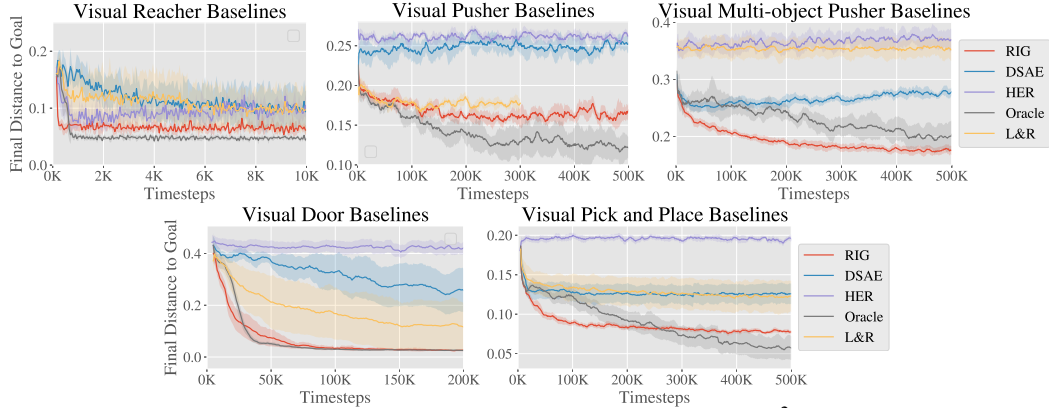 Visual Reacher Baselines
Final Distance to Goal
0.2
0.1
0.0
0K 2K 4K 6K 8K 10K
Timesteps
Visual Pusher Baselines
0.25
0.20
0.15
0.10
0K 100K 200K 300K 400K 500K
Timesteps
Visual Multi-object Pusher Baselines
0.4
0.3
0.2
0K 100K 200K 300K 400K 500K
Timesteps
RIG
DSAE
HER
Oracle
L&R
Visual Door Baselines
Final Distance to Goal
0.4
0.2
0.0
0K 50K 100K 150K 200K
Timesteps
Visual Pick and Place Baselines
0.20
0.15
0.10
0.05
0K 100K 200K 300K 400K 500K
Timesteps
RIG
DSAE
HER
Oracle
L&R